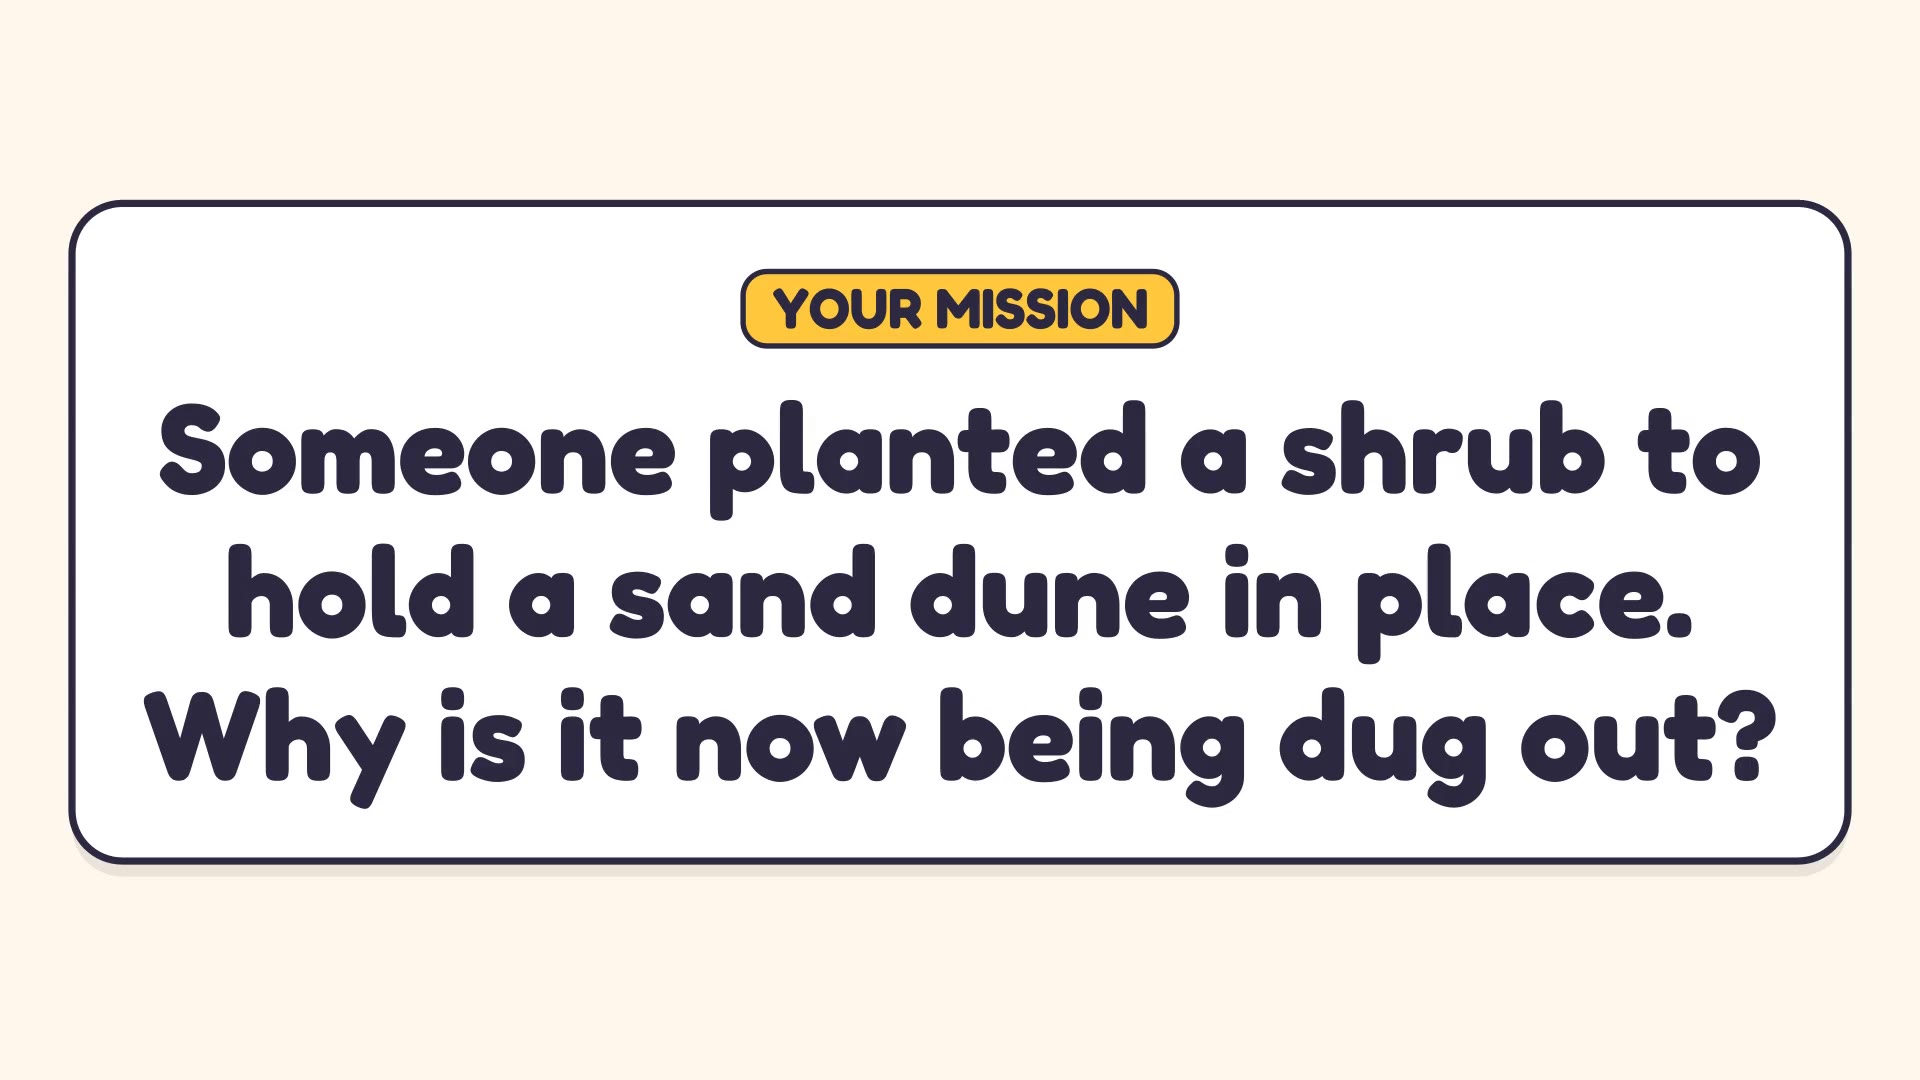 YOUR MISSION
Someone planted a shrub to
hold a sand dune in place.
Why is it now being dug out?